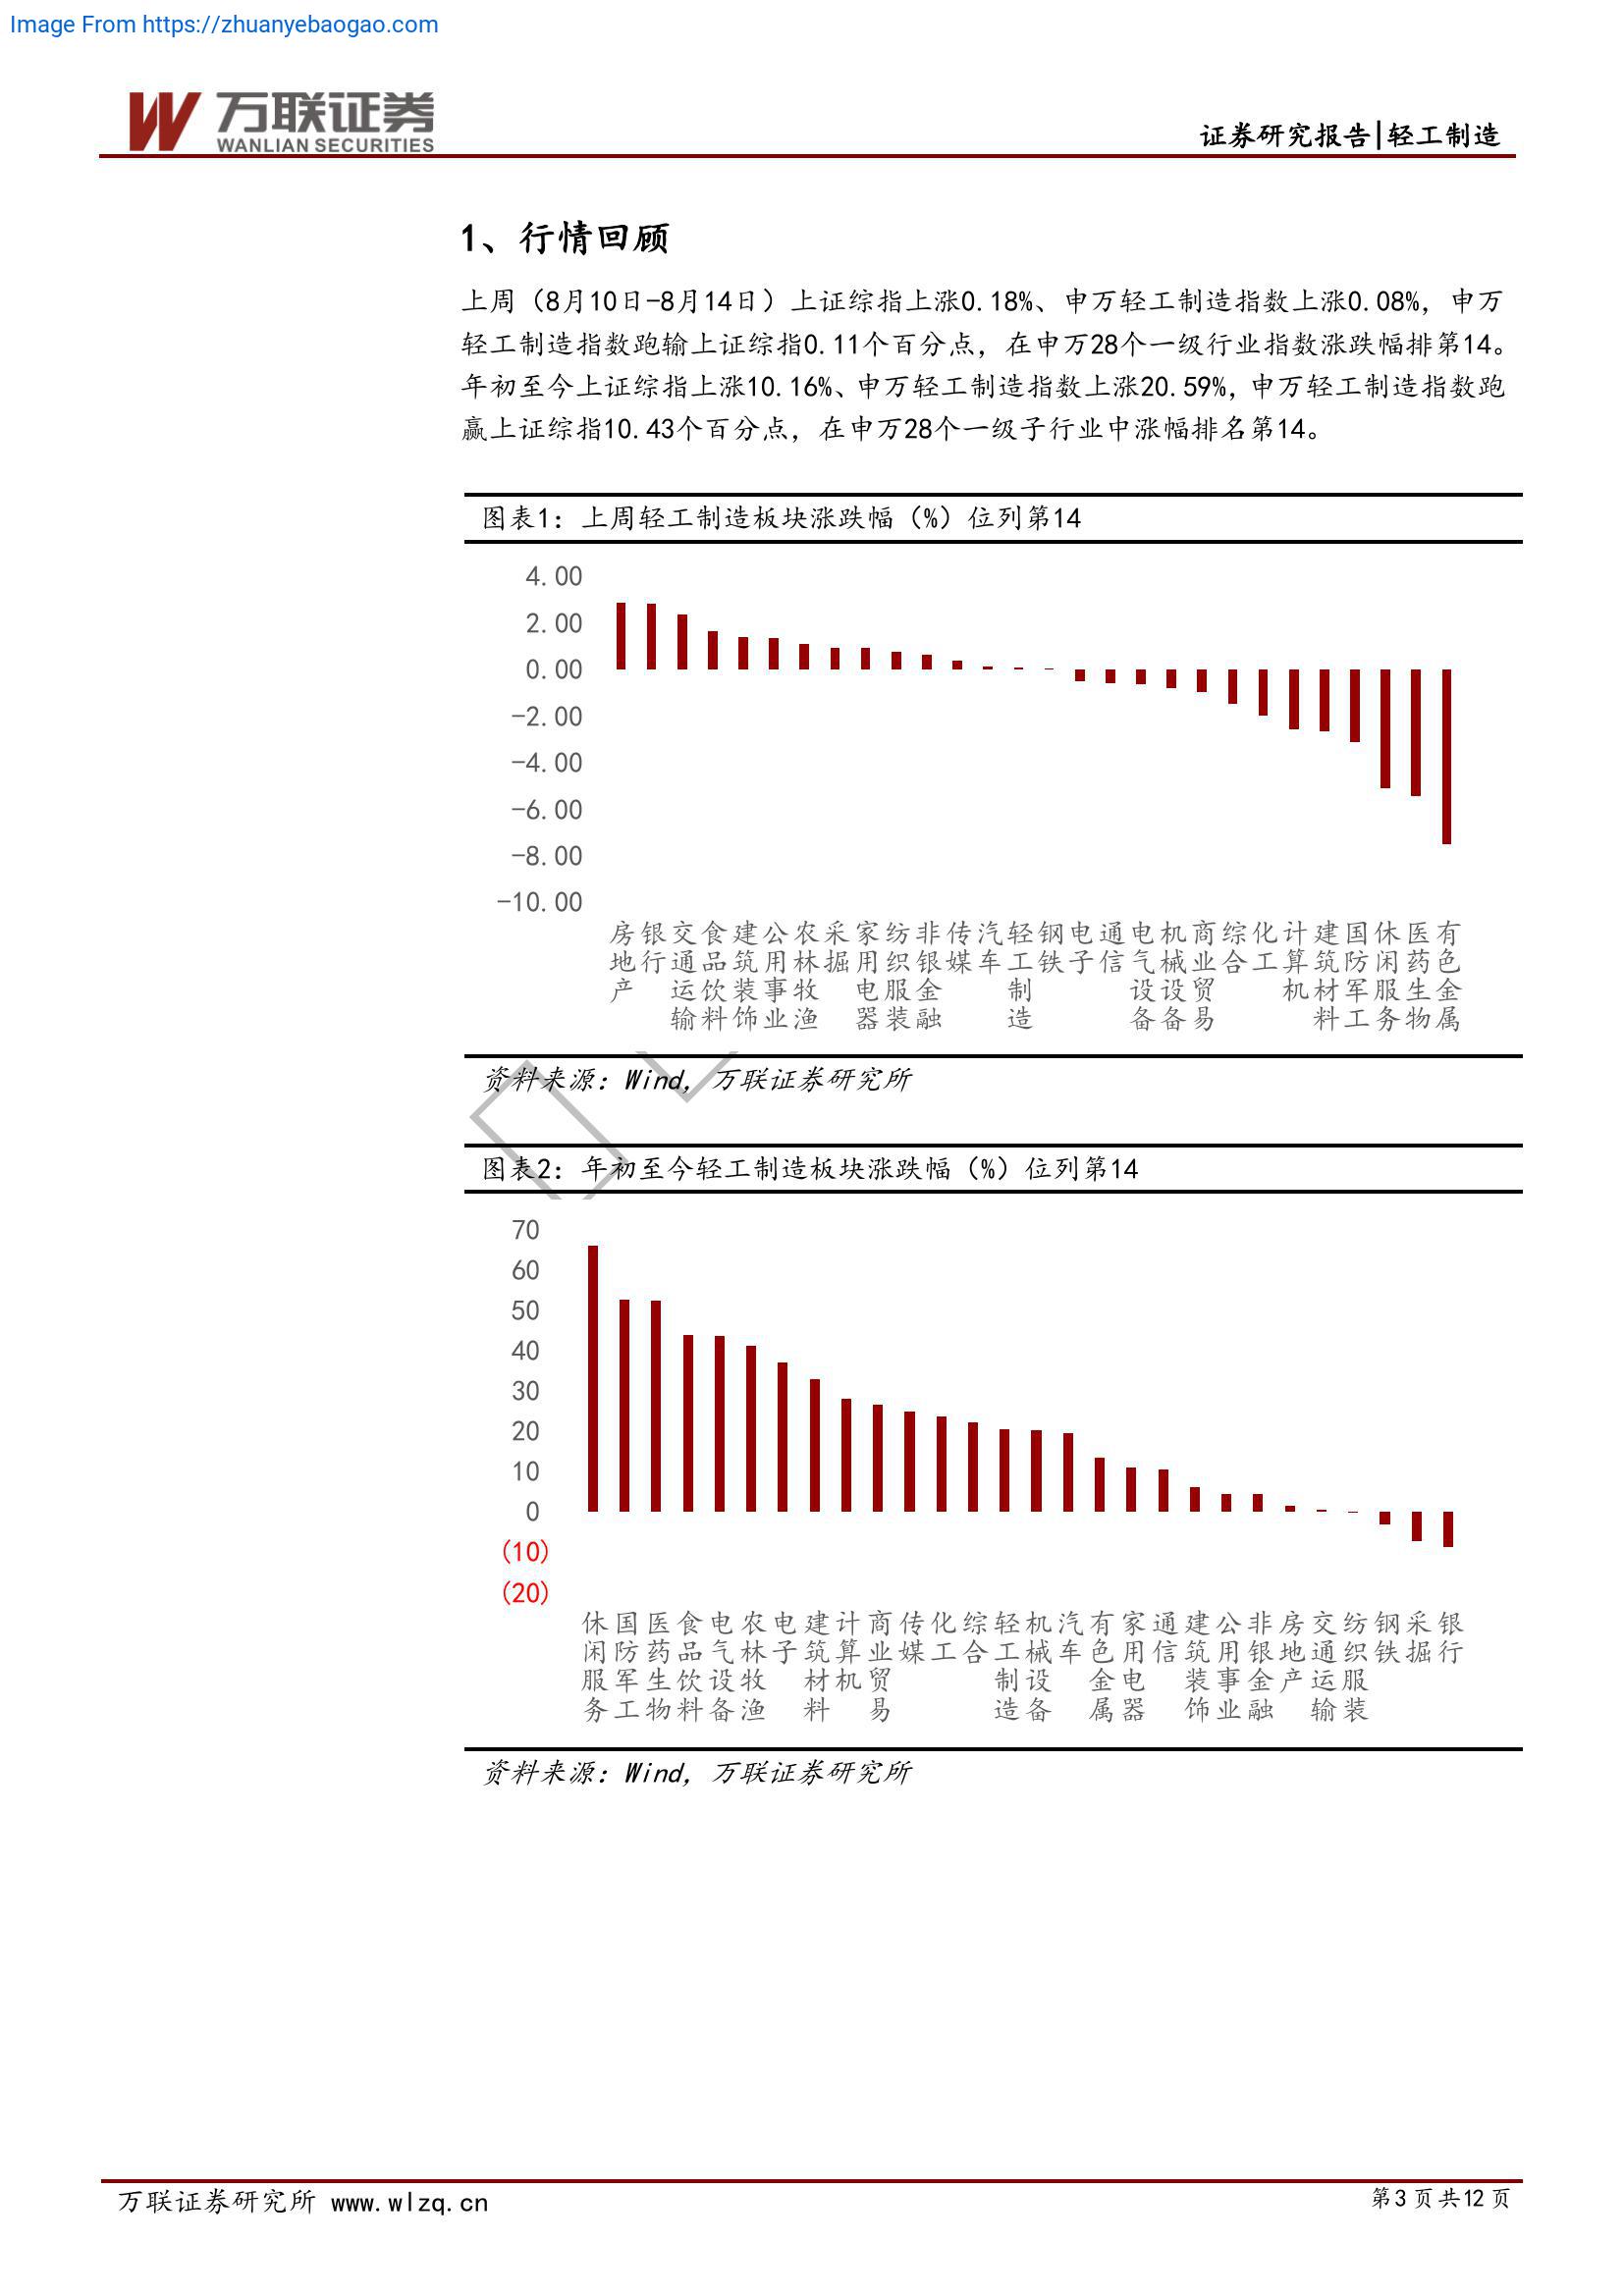 Image From https://zhuanyebaogao.com
万联证券
WANLIAN SECURITIES
证券研究报告|轻工制造
1、行情回顾
上周（8月10日-8月14日）上证综指上涨0.18%、申万轻工制造指数上涨0.08%，申万
轻工制造指数跑输上证综指0.11个百分点，在申万28个一级行业指数涨跌幅排第14。
年初至今上证综指上涨10.16%、申万轻工制造指数上涨20.59%，申万轻工制造指数跑
赢上证综指10.43个百分点，在申万28个一级子行业中涨幅排名第14。
图表1：上周轻工制造板块涨跌幅（%）位列第14
4.00
2.00
0.00
-2.00
-4.00
-6.00
-8.00
-10.00
房地产
银行
交通运输
食品饮料
建筑装饰
公用事业
农林牧渔
采掘
家用电器
纺织服装
非银金融
传媒
汽车
轻工制造
钢铁
电子
通信
电气设备
机械设备
商业贸易
综合
化工
计算机
建筑材料
国防军工
休闲服务
医药生物
有色金属
资料来源：Wind，万联证券研究所
图表2：年初至今轻工制造板块涨跌幅（%）位列第14
70
60
50
40
30
20
10
0
(10)
(20)
休闲服务
国防军工
医药生物
食品饮料
电气设备
农林牧渔
电子
建筑材料
计算机
商业贸易
传媒
化工
综合
轻工制造
机械设备
汽车
有色金属
家用电器
通信
建筑装饰
公用事业
非银金融
房地产
交通运输
纺织服装
钢铁
采掘
银行
资料来源：Wind，万联证券研究所
万联证券研究所 www.wlzq.cn
第3页共12页